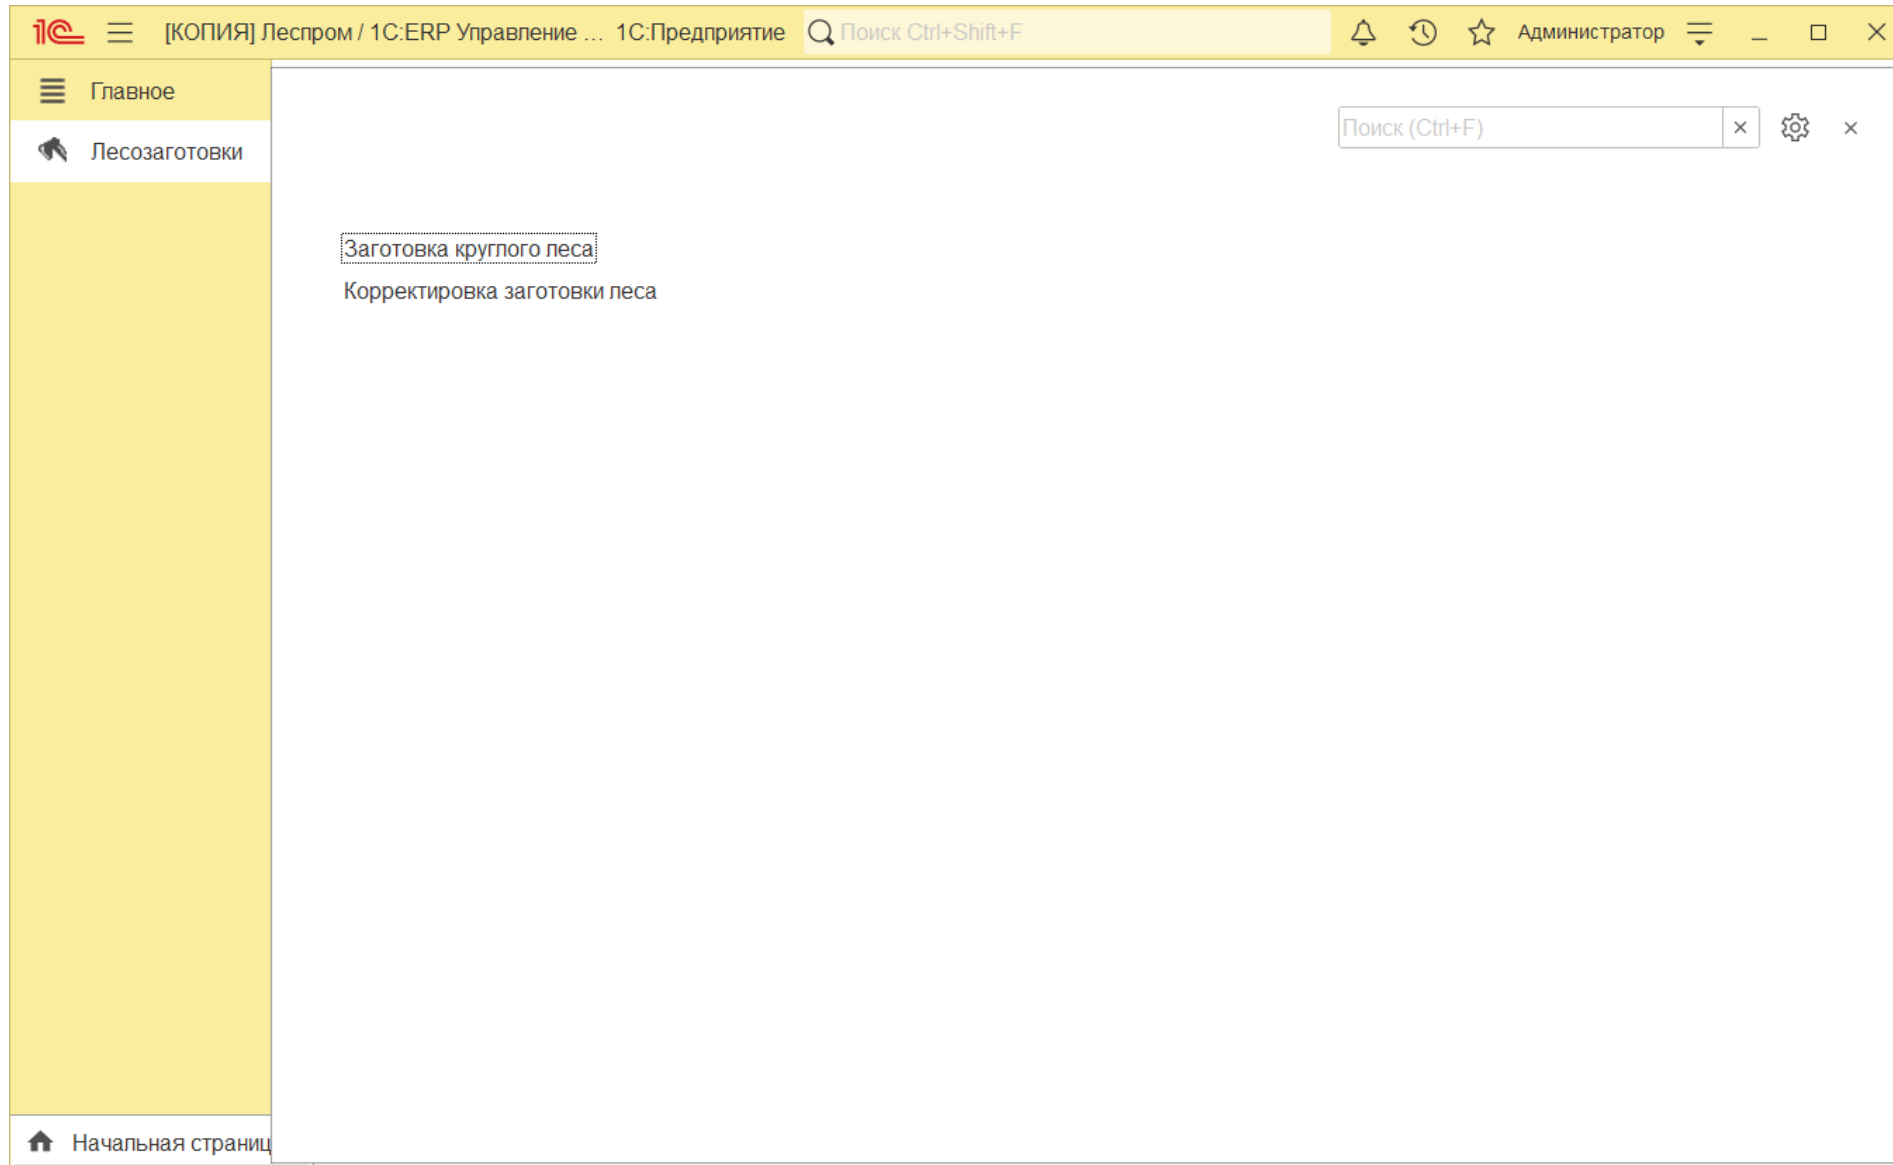 1С [КОПИЯ] Леспром / 1С:ERP Управление ... 1С:Предприятие Поиск Ctrl+Shift+F Администратор
Главное
Поиск (Ctrl+F)
Лесозаготовки
Заготовка круглого леса
Корректировка заготовки леса
Начальная страниц